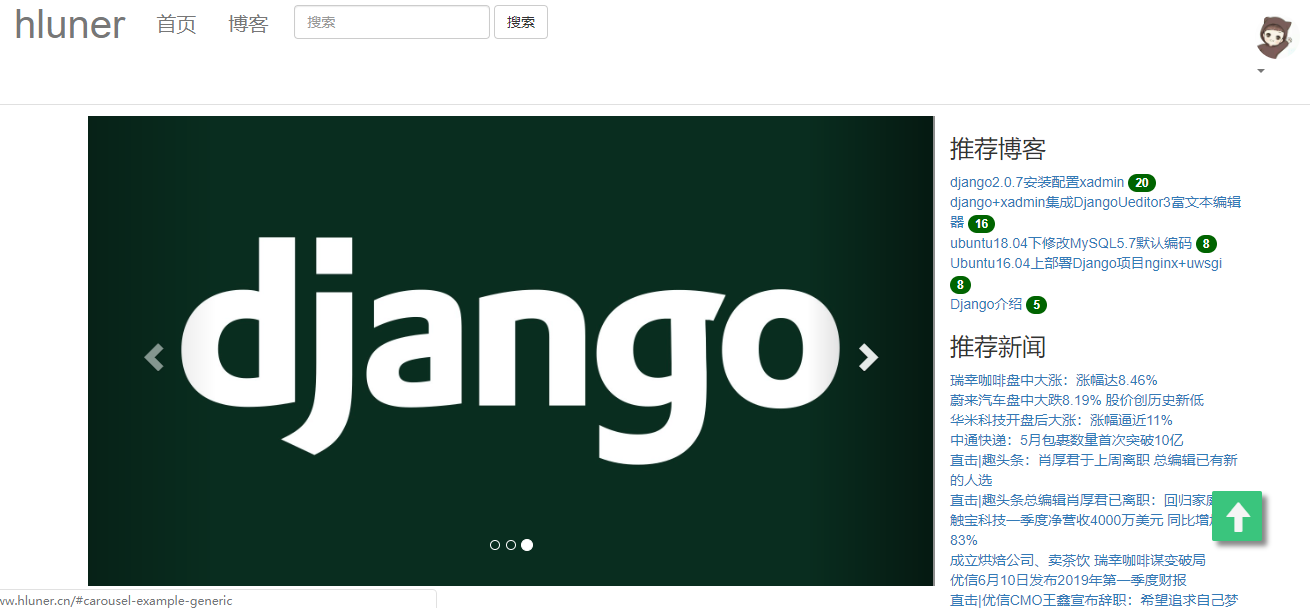 hluner 首页 博客 搜索 搜索
django
推荐博客
django2.0.7安装配置xadmin 20
django+xadmin集成DjangoUeditor3富文本编辑
器 16
ubuntu18.04下修改MySQL5.7默认编码 8
Ubuntu16.04上部署Django项目nginx+uwsgi
8
Django介绍 5
推荐新闻
瑞幸咖啡盘中大涨：涨幅达8.46%
蔚来汽车盘中大跌8.19% 股价创历史新低
华米科技开盘后大涨：涨幅逼近11%
中通快递：5月包裹数量首次突破10亿
直击|趣头条：肖厚君于上周离职 总编辑已有新
的人选
直击|趣头条总编辑肖厚君已离职：回归家
触宝科技一季度净营收4000万美元 同比增
83%
成立烘焙公司、卖茶饮 瑞幸咖啡谋变破局
优信6月10日发布2019年第一季度财报
直击|优信CMO王鑫宣布辞职：希望追求自己梦
ww.hluner.cn/#carousel-example-generic